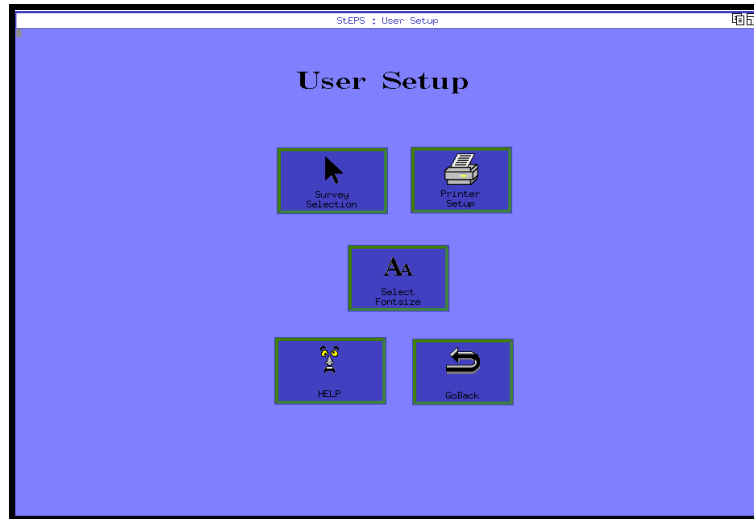 StEPS : User Setup
User Setup
Survey
Selection
Printer
Setup
AA
Select
Fontsize
HELP
GoBack